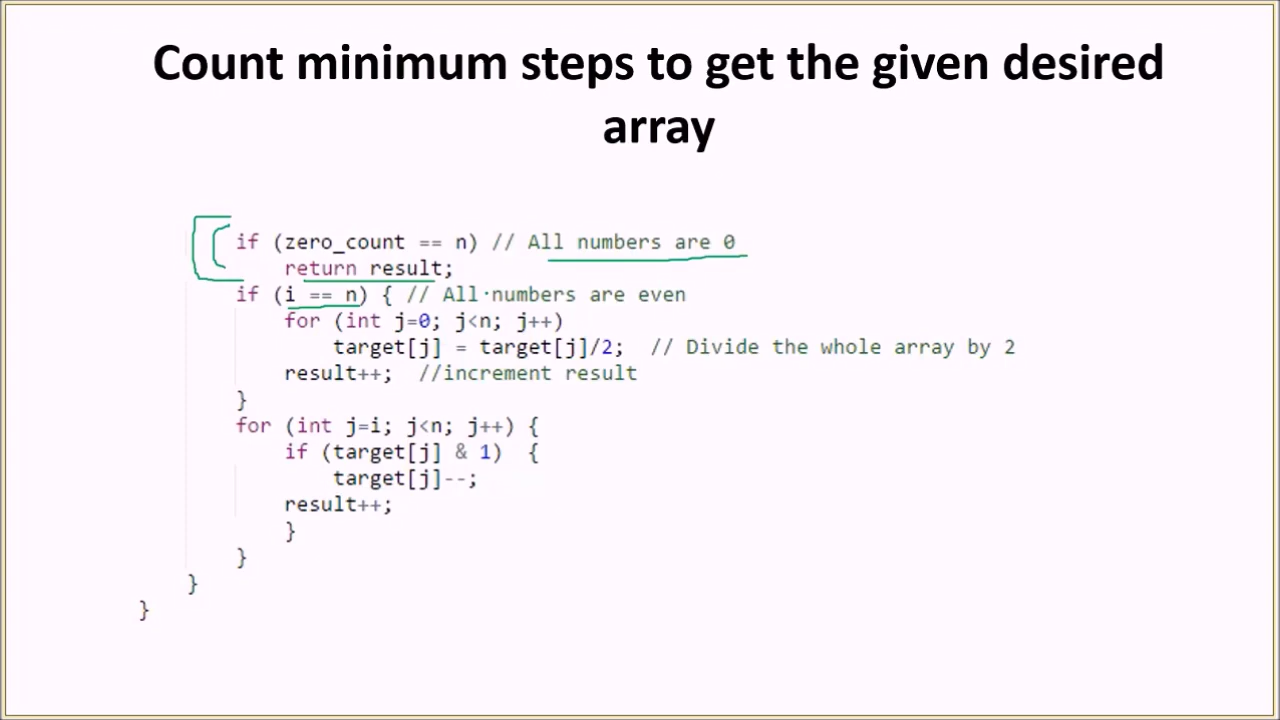 Count minimum steps to get the given desired
array
if (zero_count == n) // All numbers are 0
return result;
if (i == n) { // All·numbers are even
for (int j=0; j<n; j++)
target[j] = target[j]/2; // Divide the whole array by 2
result++; //increment result
}
for (int j=i; j<n; j++) {
if (target[j] & 1) {
target[j]--;
result++;
}
}
}
}